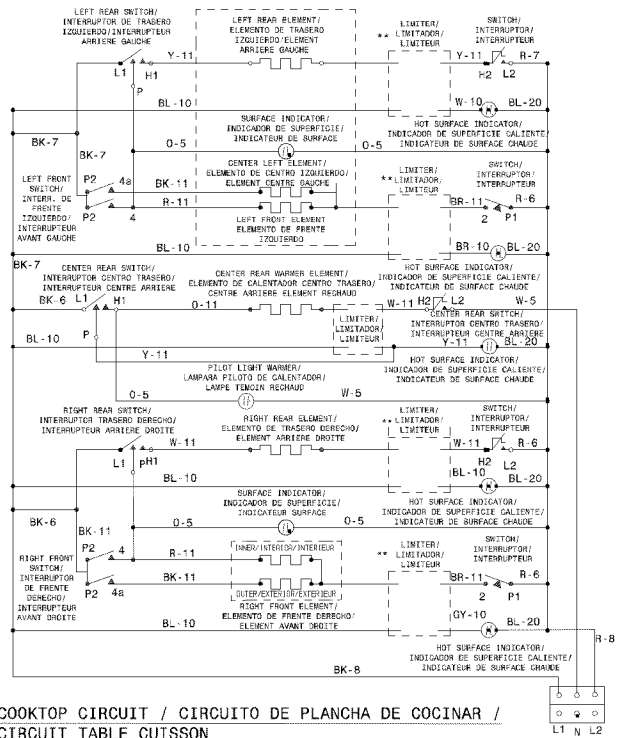 LEFT REAR SWITCH/
INTERRUPTOR DE TRASERO
IZQUIERDO/INTERRUPTEUR
ARRIERE GAUCHE
LEFT REAR ELEMENT/
ELEMENTO DE TRASERO
IZQUIERDO/ELEMENT
ARRIERE GAUCHE
LIMITER/
** LIMITADOR/
LIMITEUR
SWITCH/
INTERRUPTOR/
INTERRUPTEUR
Y-11
Y-11
R-7
L1 H1
H2 L2
P
BL-10
W-10
BL-20
SURFACE INDICATOR/
INDICADOR DE SUPERFICIE/
INDICATEUR DE SURFACE
HOT SURFACE INDICATOR/
INDICADOR DE SUPERFICIE CALIENTE/
INDICATEUR DE SURFACE CHAUDE
BK-7
BK-7
O-5
O-5
CENTER LEFT ELEMENT/
ELEMENTO DE CENTRO IZQUIERDO/
ELEMENT CENTRE GAUCHE
LIMITER/
**LIMITADOR/
LIMITEUR
SWITCH/
INTERRUPTOR/
INTERRUPTEUR
LEFT FRONT
SWITCH/
INTERR. DE
FRENTE
IZQUIERDO/
INTERRUPTEUR
AVANT GAUCHE
P2 4a
BK-11
R-11
P2 4
BR-11
R-6
2 P1
LEFT FRONT ELEMENT
ELEMENTO DE FRENTE
IZQUIERDO
BL-10
BR-10
BL-20
BK-7
CENTER REAR SWITCH/
INTERRUPTOR CENTRO TRASERO/
INTERRUPTEUR CENTRE ARRIERE
CENTER REAR WARMER ELEMENT/
ELEMENTO DE CALENTADOR CENTRO TRASERO/
CENTRE ARRIERE ELEMENT RECHAUD
HOT SURFACE INDICATOR/
INDICADOR DE SUPERFICIE CALIENTE/
INDICATEUR DE SURFACE CHAUDE
BK-6
L1 H1
O-11
W-11
H2 L2
W-5
LIMITER/
LIMITADOR/
LIMITEUR
CENTER REAR SWITCH/
INTERRUPTOR CENTRO TRASERO/
INTERRUPTEUR CENTRE ARRIERE
P
BL-10
Y-11
Y-11
BL-20
PILOT LIGHT WARMER/
LAMPARA PILOTO DE CALENTADOR/
LAMPE TEMOIN RECHAUD
HOT SURFACE INDICATOR/
INDICADOR DE SUPERFICIE CALIENTE/
INDICATEUR DE SURFACE CHAUDE
O-5
W-5
RIGHT REAR SWITCH/
INTERRUPTOR TRASERO DERECHO/
INTERRUPTEUR ARRIERE DROITE
RIGHT REAR ELEMENT/
ELEMENTO DE TRASERO DERECHO/
ELEMENT ARRIERE DROITE
LIMITER/
** LIMITADOR/
LIMITEUR
SWITCH/
INTERRUPTOR/
INTERRUPTEUR
W-11
W-11
R-6
L1 P H1
H2 L2
BL-10
BL-10
BL-20
SURFACE INDICATOR/
INDICADOR DE SUPERFICIE/
INDICATEUR SURFACE
HOT SURFACE INDICATOR/
INDICADOR DE SUPERFICIE CALIENTE/
INDICATEUR DE SURFACE CHAUDE
BK-6
BK-11
O-5
O-5
RIGHT FRONT
SWITCH/
INTERRUPTOR
DE FRENTE
DERECHO/
INTERRUPTEUR
AVANT DROITE
P2 4
R-11
INNER/INTERIOR/INTERIEUR
LIMITER/
** LIMITADOR/
LIMITEUR
SWITCH/
INTERRUPTOR/
INTERRUPTEUR
P2 4a
BK-11
OUTER/EXTERIOR/EXTERIEUR
BR-11
R-6
2 P1
RIGHT FRONT ELEMENT/
ELEMENTO DE FRENTE DERECHO/
ELEMENT AVANT DROITE
BL-10
GY-10
BL-20
R-8
HOT SURFACE INDICATOR/
INDICADOR DE SUPERFICIE CALIENTE/
INDICATEUR DE SURFACE CHAUDE
BK-8
L1 N L2
COOKTOP CIRCUIT / CIRCUITO DE PLANCHA DE COCINAR /
CIRCUIT TABLE CUISSON